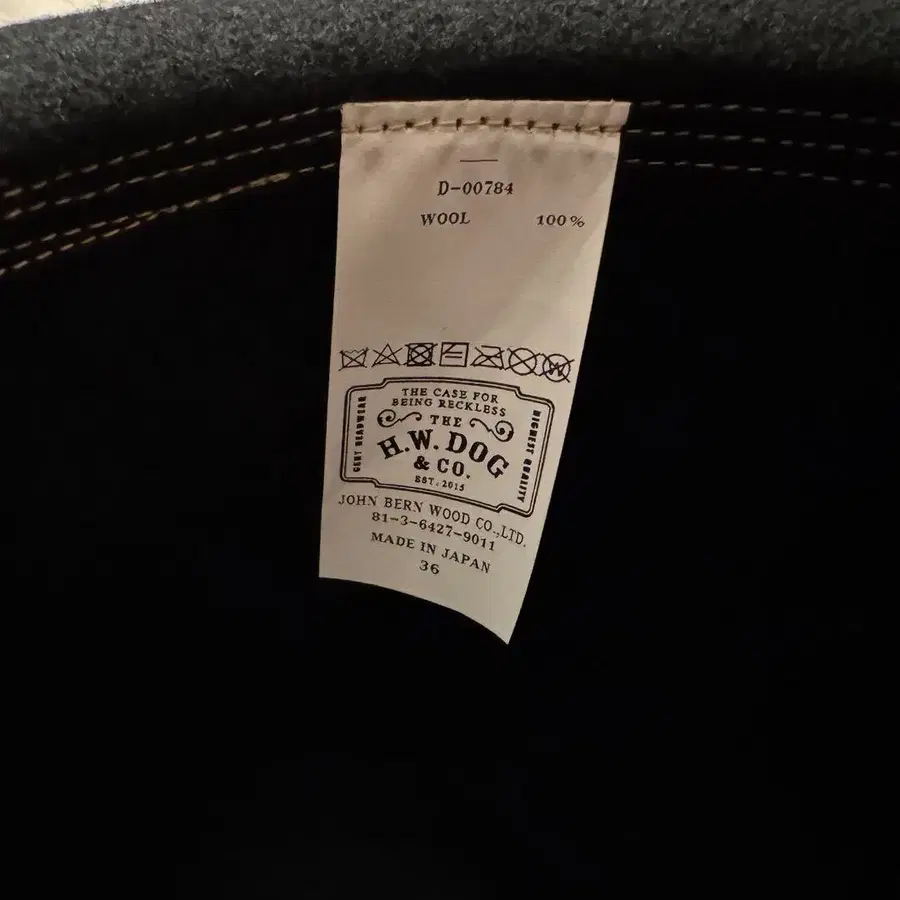 D-00784
WOOL 100%
THE CASE FOR
BEING RECKLESS
GENT HEADWEAR
HIGHEST QUALITY
THE
H.W. DOG
& CO.
EST. 2015
JOHN BERN WOOD CO.,LTD.
81-3-6427-9011
MADE IN JAPAN
36